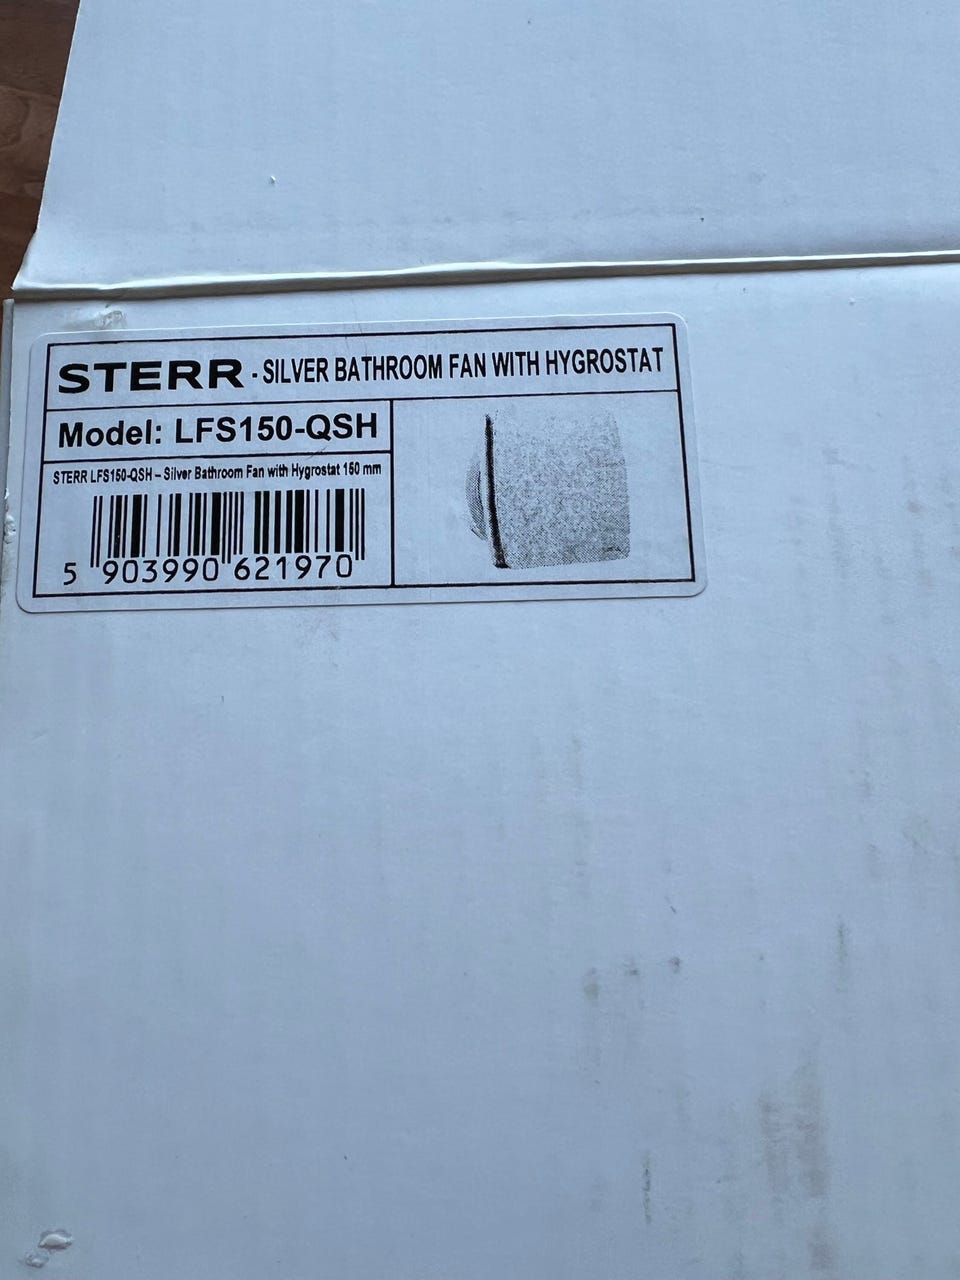 STERR - SILVER BATHROOM FAN WITH HYGROSTAT
Model: LFS150-QSH
STERR LFS150-QSH – Silver Bathroom Fan with Hygrostat 150 mm
5 903990 621970